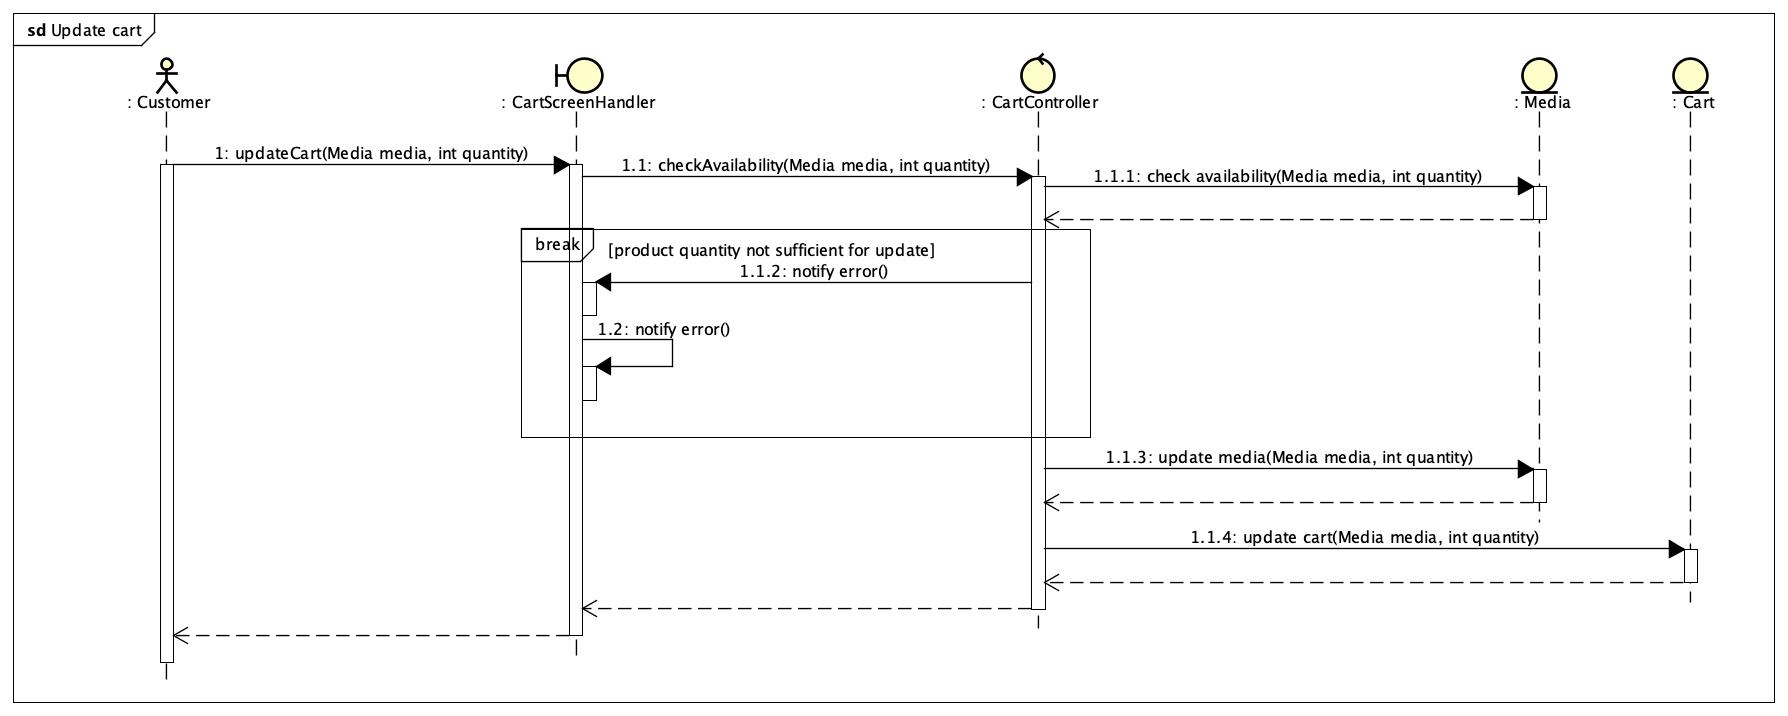 sd Update cart
: Customer
: CartScreenHandler
: CartController
: Media
: Cart
1: updateCart(Media media, int quantity)
1.1: checkAvailability(Media media, int quantity)
1.1.1: check availability(Media media, int quantity)
break
[product quantity not sufficient for update]
1.1.2: notify error()
1.2: notify error()
1.1.3: update media(Media media, int quantity)
1.1.4: update cart(Media media, int quantity)